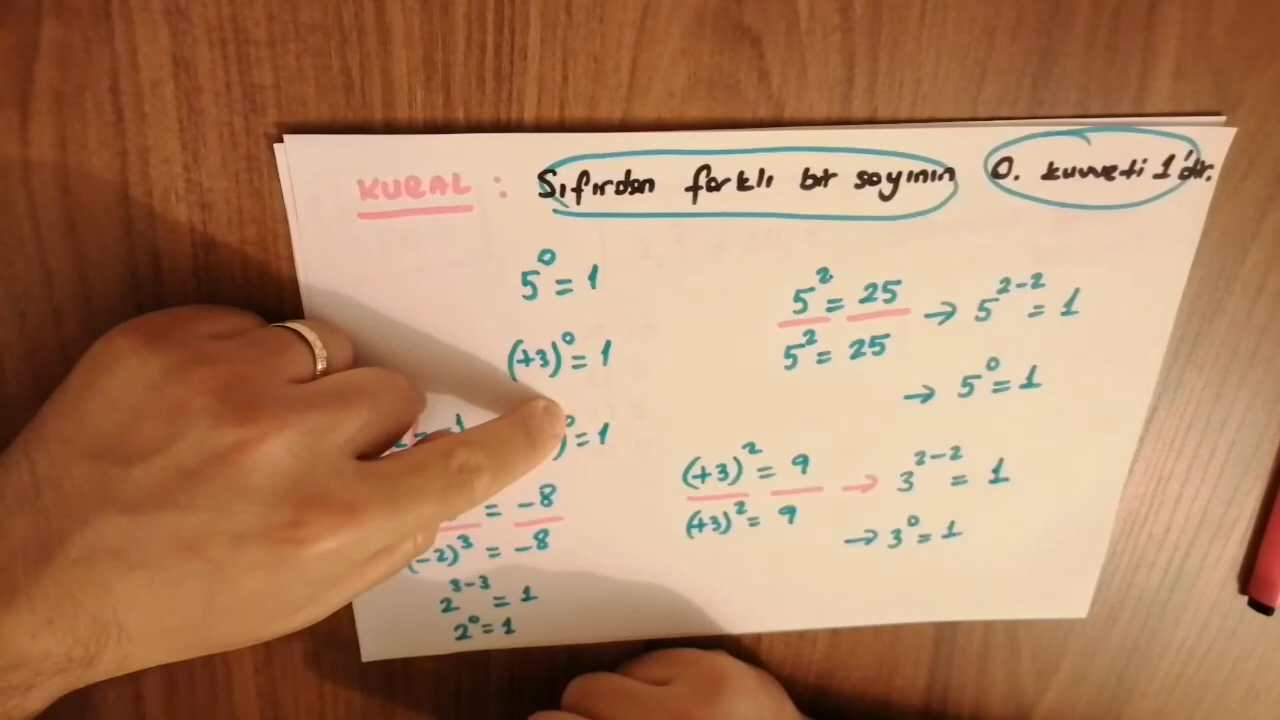 KURAL : Sıfırdan farklı bir sayının 0. kuvveti 1'dir.
5⁰ = 1
(+3)⁰ = 1
)⁰ = 1
= -8
(-2)³ = -8
2³⁻³ = 1
2⁰ = 1
5² = 25 → 5²⁻² = 1
5² = 25
→ 5⁰ = 1
(+3)² = 9 → 3²⁻² = 1
(+3)² = 9
→ 3⁰ = 1